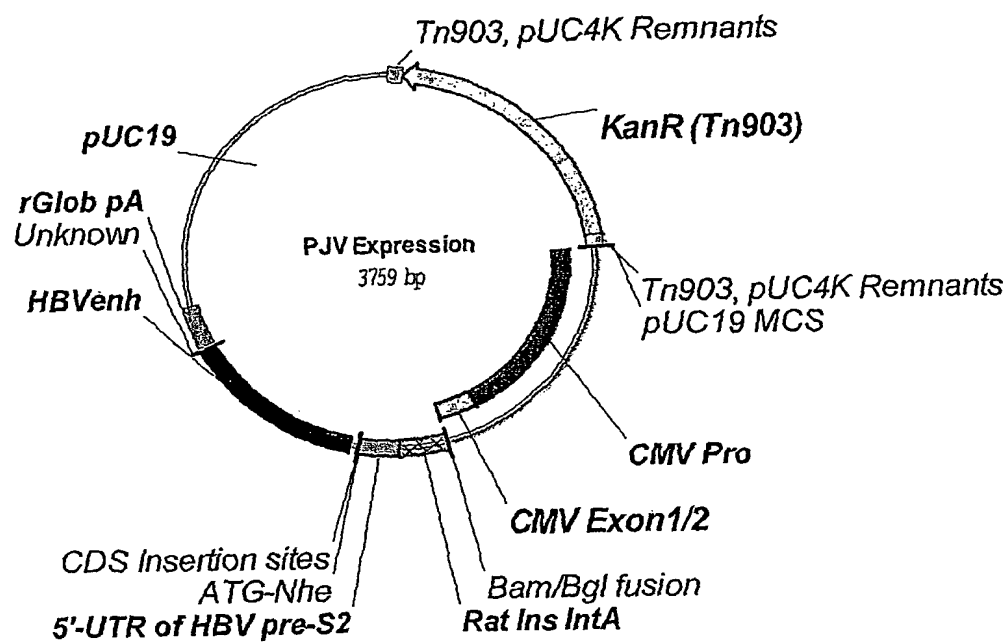 Tn903, pUC4K Remnants
KanR (Tn903)
pUC19
rGlob pA
Unknown
HBVenh
PJV Expression
3759 bp
Tn903, pUC4K Remnants
pUC19 MCS
CMV Pro
CMV Exon1/2
CDS Insertion sites
ATG-Nhe
5'-UTR of HBV pre-S2
Bam/Bgl fusion
Rat Ins IntA